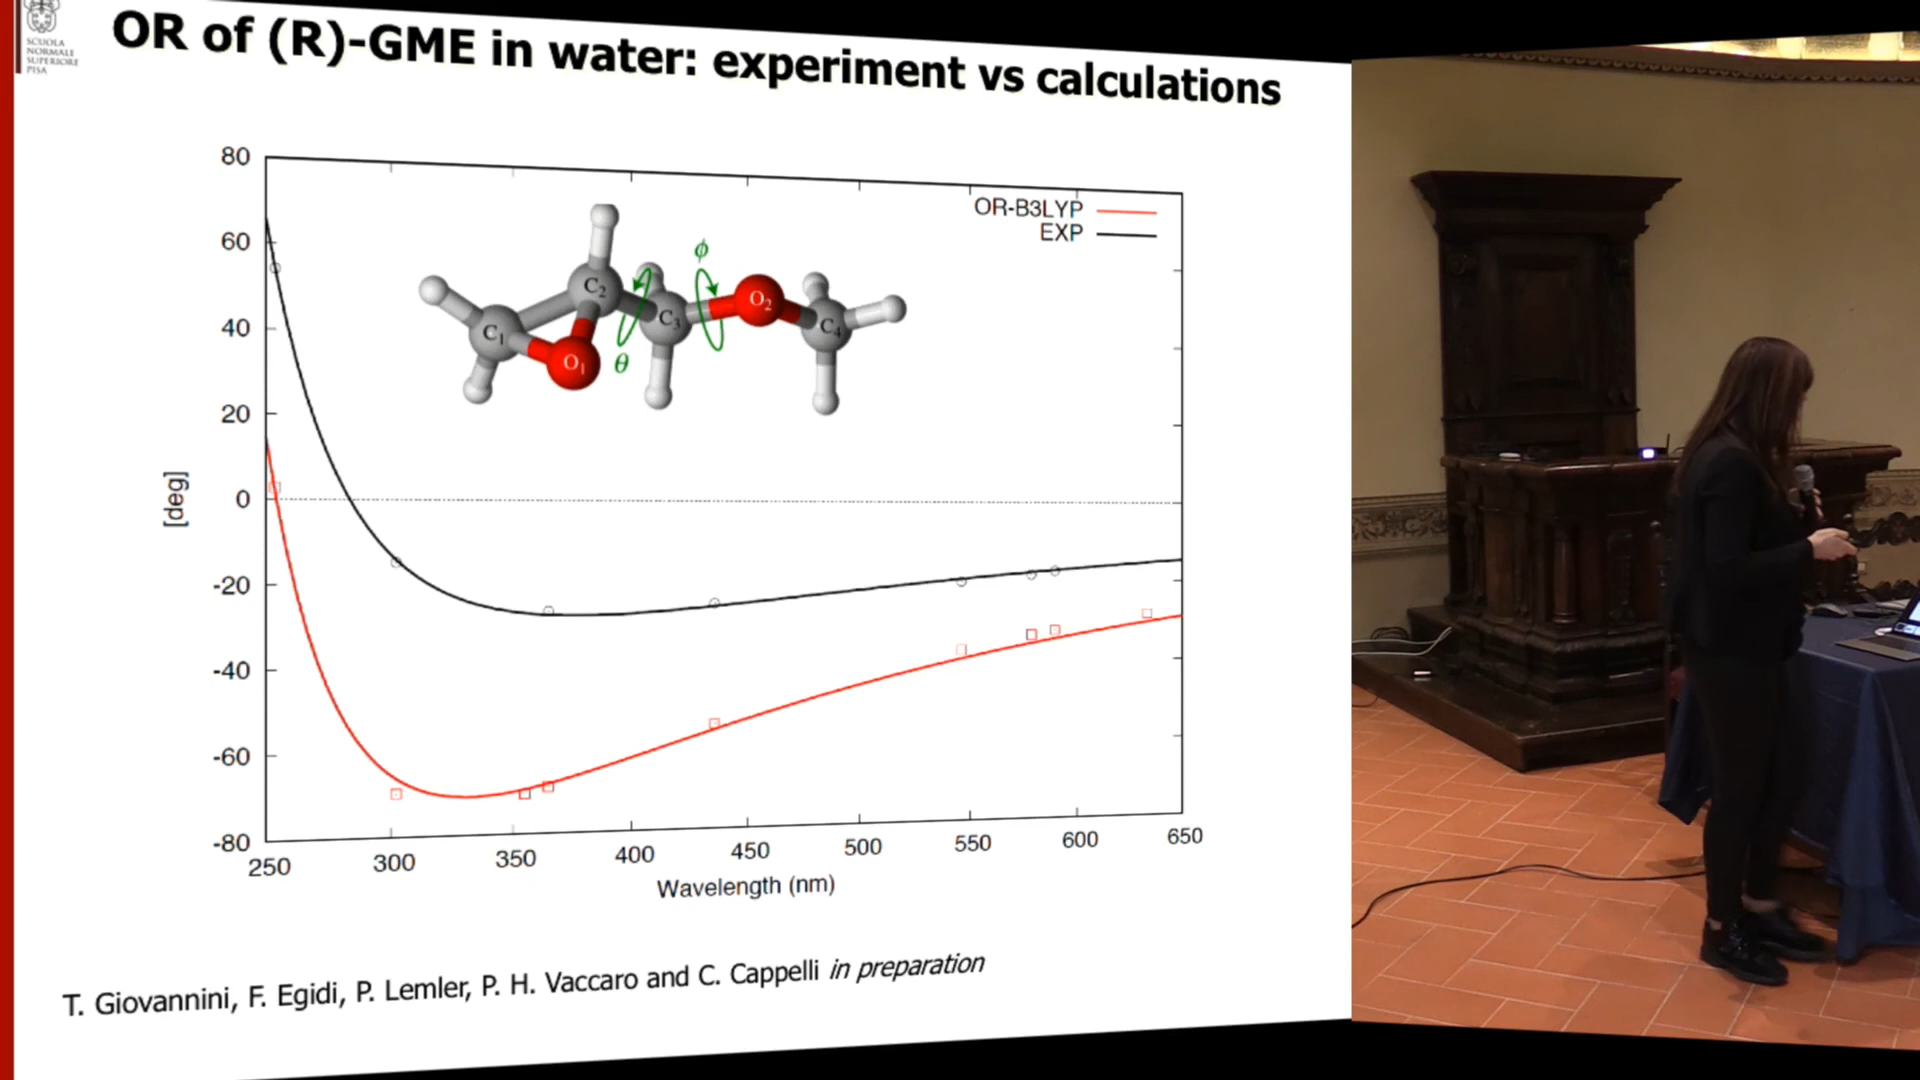 SCUOLA
NORMALE
SUPERIORE
PISA
OR of (R)-GME in water: experiment vs calculations
80
60
40
20
0
-20
-40
-60
-80
[deg]
OR-B3LYP
EXP
C1
C2
C3
C4
O1
O2
θ
ϕ
250 300 350 400 450 500 550 600 650
Wavelength (nm)
T. Giovannini, F. Egidi, P. Lemler, P. H. Vaccaro and C. Cappelli in preparation